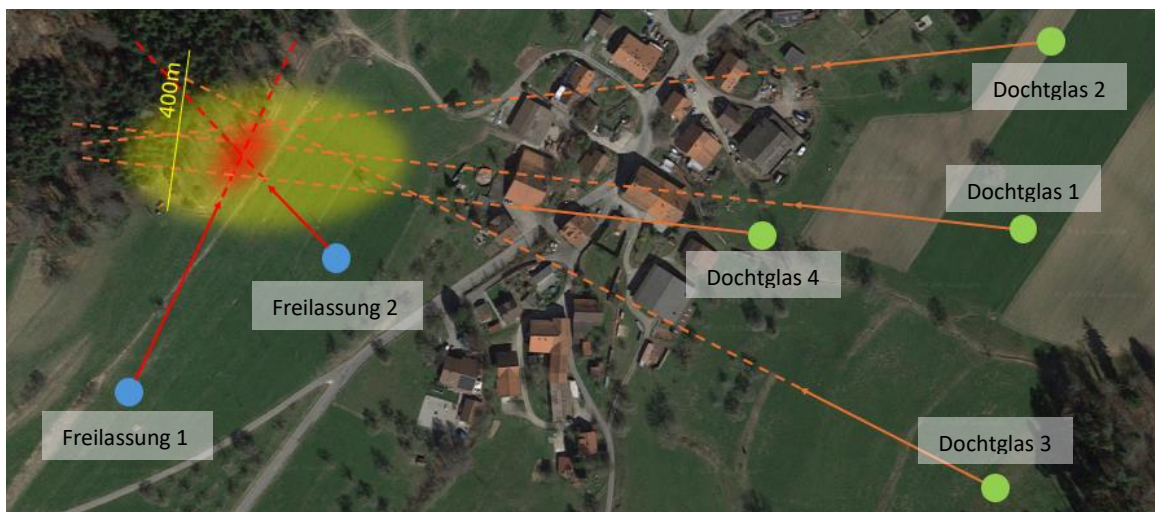 400m
Dochtglas 2
Dochtglas 1
Dochtglas 4
Freilassung 2
Freilassung 1
Dochtglas 3